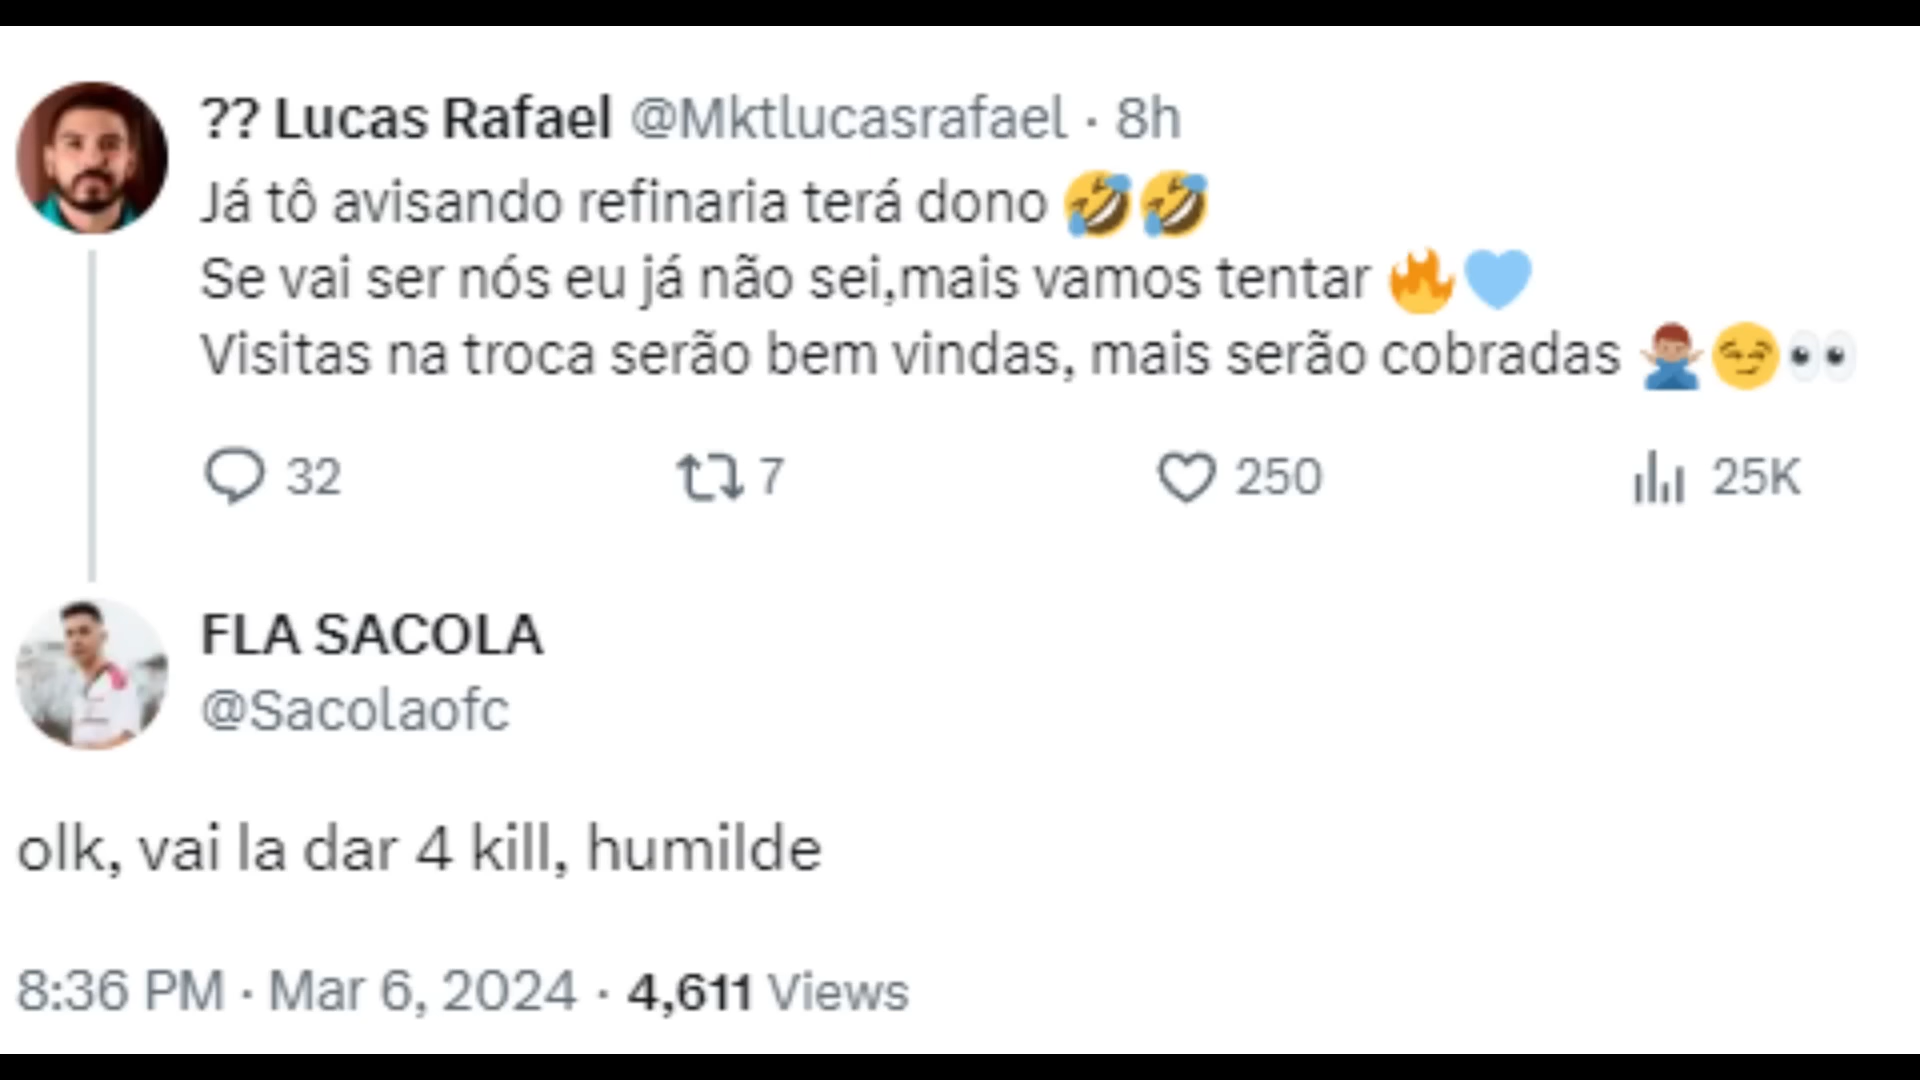 ?? Lucas Rafael @Mktlucasrafael · 8h
Já tô avisando refinaria terá dono 🤣🤣
Se vai ser nós eu já não sei,mais vamos tentar 🔥🩵
Visitas na troca serão bem vindas, mais serão cobradas 🙅🏽‍♂️😏👀
32 7 250 25K
FLA SACOLA
@Sacolaofc
olk, vai la dar 4 kill, humilde
8:36 PM · Mar 6, 2024 · 4,611 Views